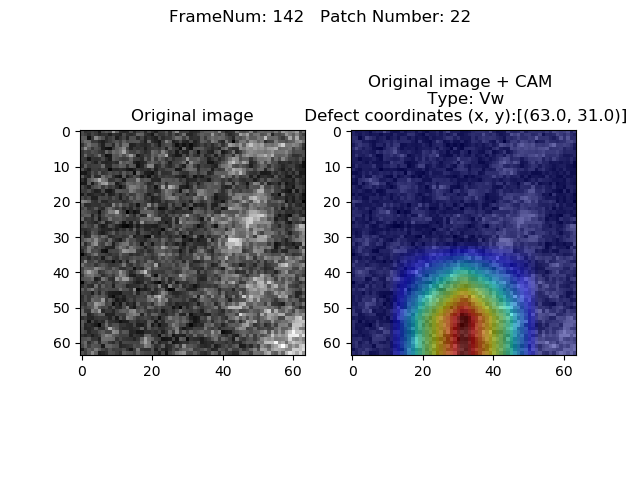 FrameNum: 142   Patch Number: 22
Original image
Original image + CAM
Type: Vw
Defect coordinates (x, y):[(63.0, 31.0)]
0
10
20
30
40
50
60
0 20 40 60
0
10
20
30
40
50
60
0 20 40 60